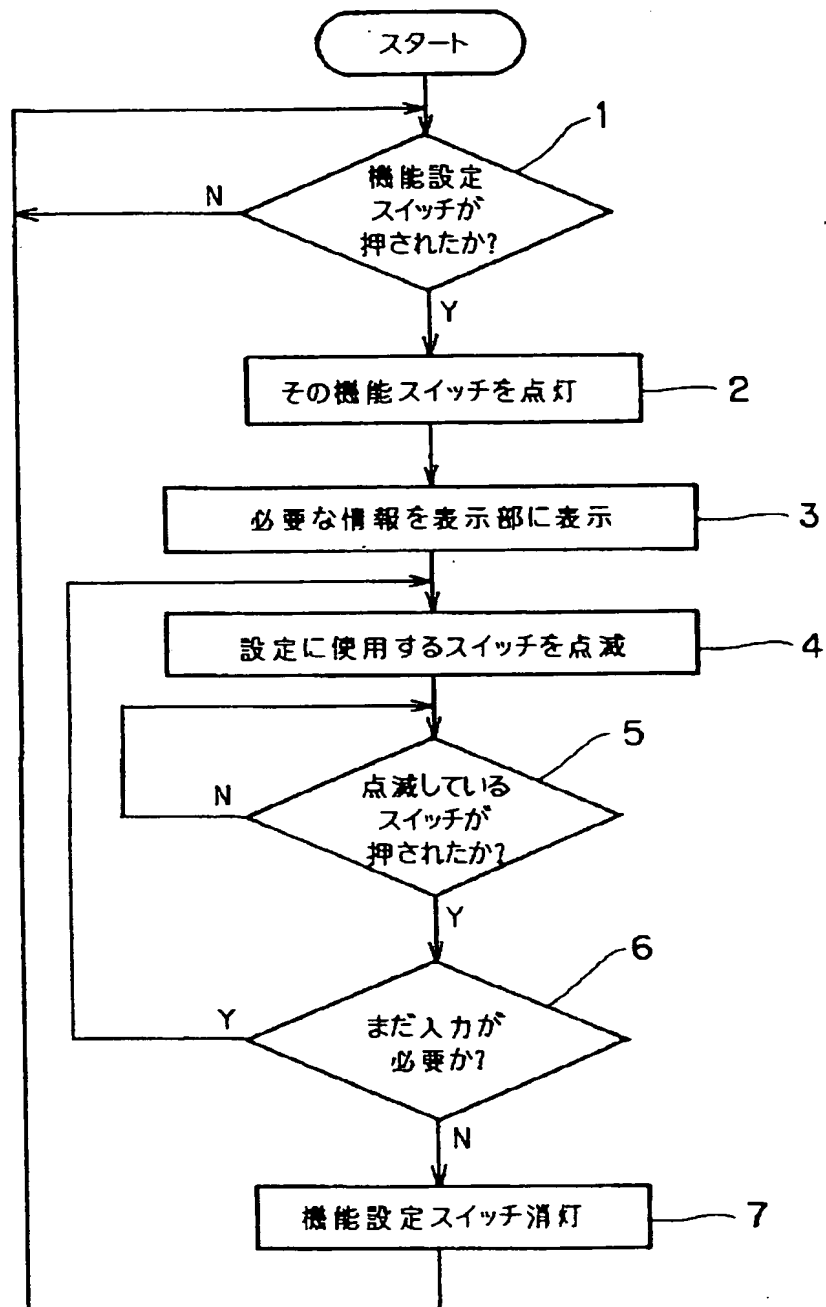 スタート
1
機能設定
スイッチが
押されたか?
N
Y
その機能スイッチを点灯
2
必要な情報を表示部に表示
3
設定に使用するスイッチを点滅
4
5
点滅している
スイッチが
押されたか?
N
Y
6
まだ入力が
必要か?
Y
N
機能設定スイッチ消灯
7